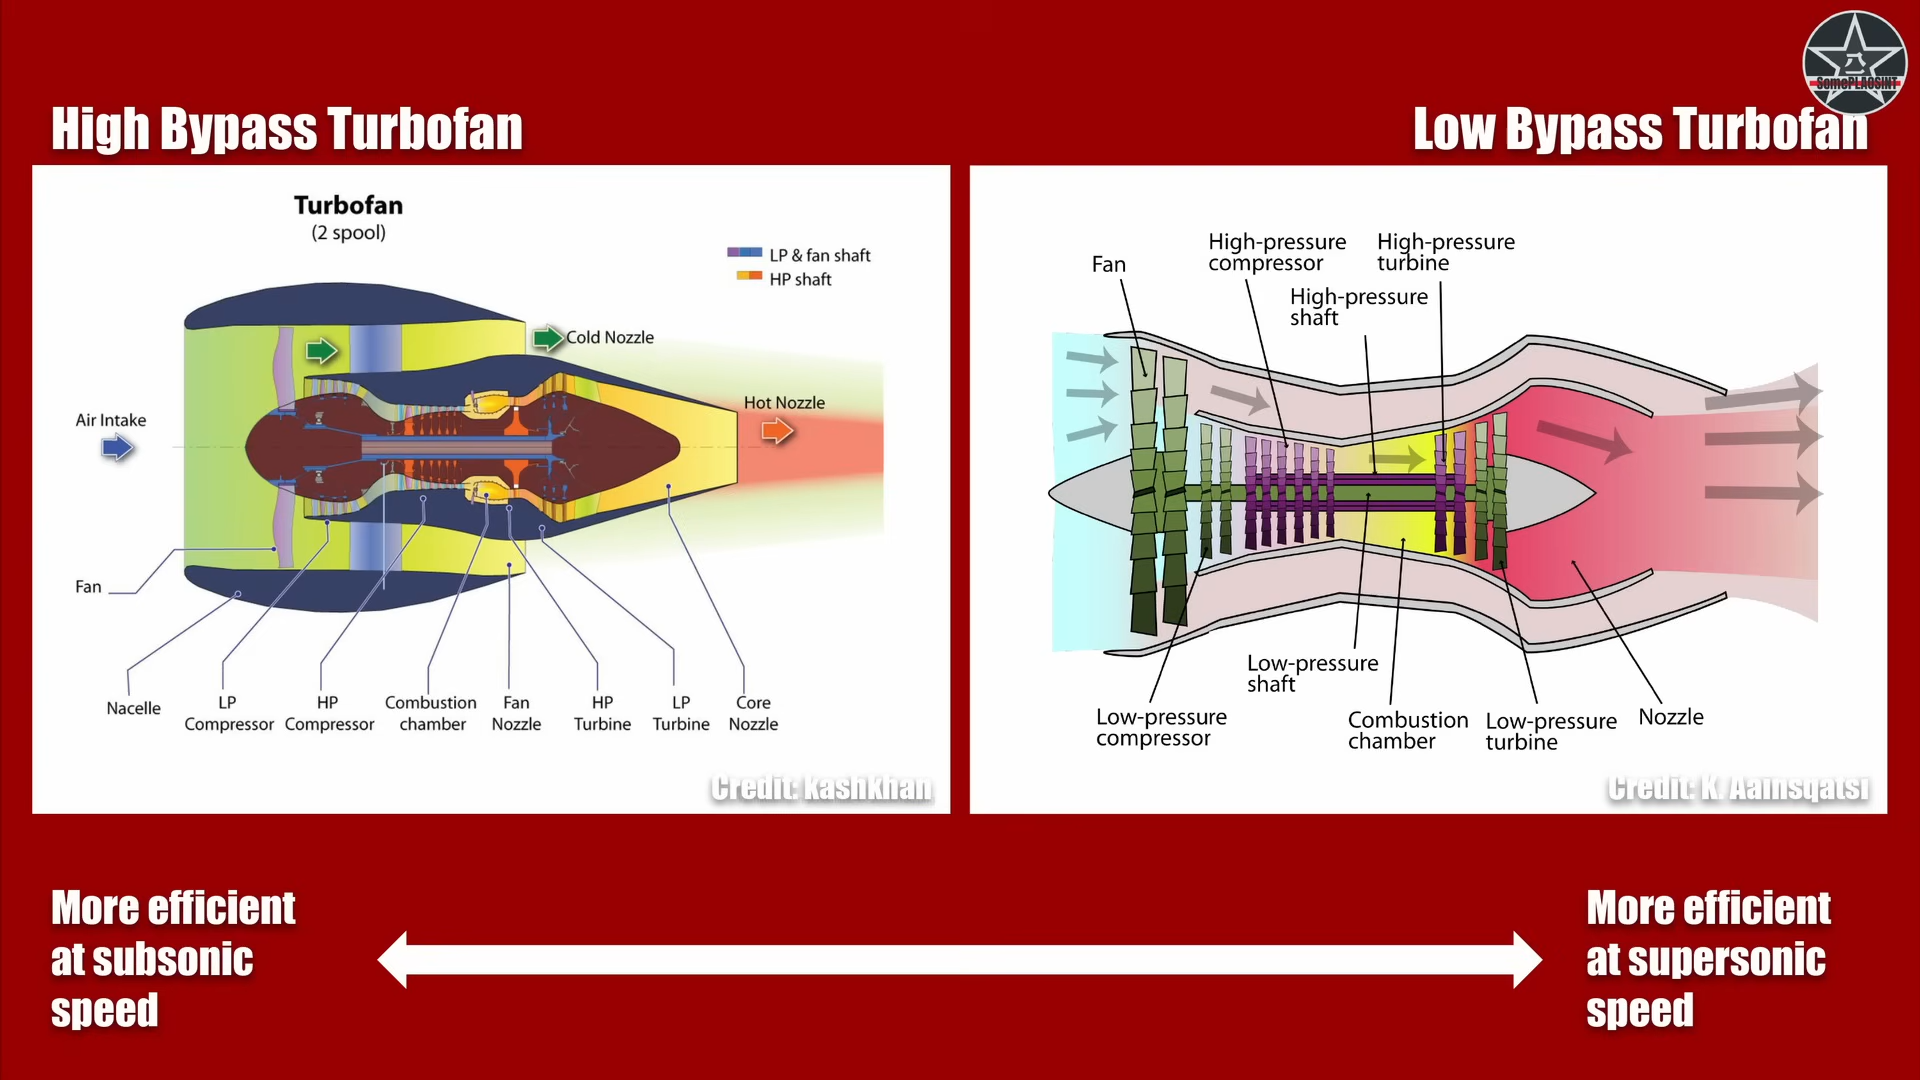 SomePLAOSINT
High Bypass Turbofan
Low Bypass Turbofan
Turbofan
(2 spool)
LP & fan shaft
HP shaft
Cold Nozzle
Hot Nozzle
Air Intake
Fan
Nacelle
LP
Compressor
HP
Compressor
Combustion
chamber
Fan
Nozzle
HP
Turbine
LP
Turbine
Core
Nozzle
Credit: kashkhan
Fan
High-pressure
compressor
High-pressure
turbine
High-pressure
shaft
Low-pressure
shaft
Low-pressure
compressor
Combustion
chamber
Low-pressure
turbine
Nozzle
Credit: K. Aainsqatsi
More efficient
at subsonic
speed
More efficient
at supersonic
speed